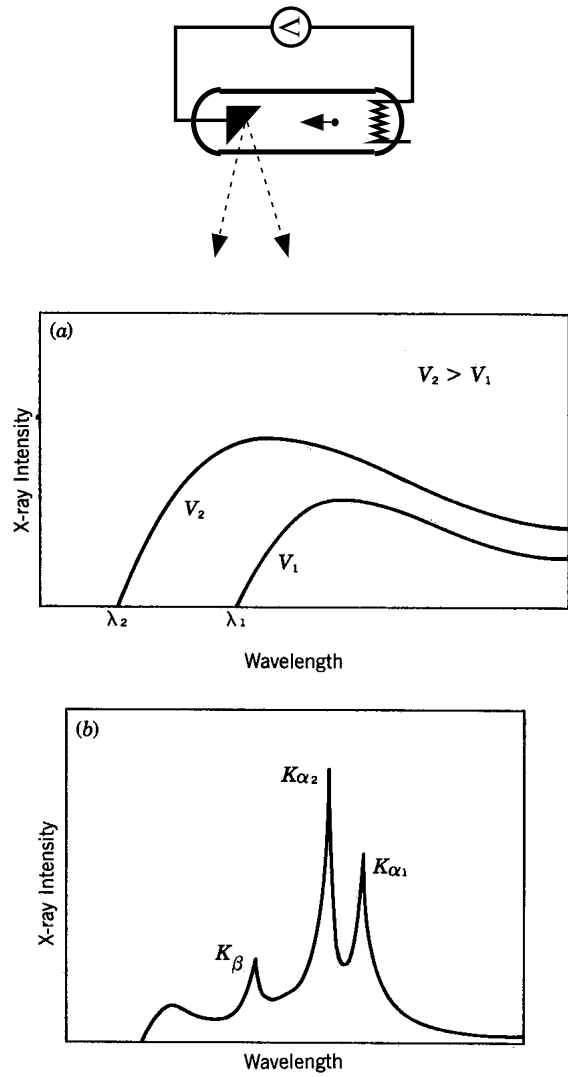 V
(a)
V₂ > V₁
X-ray Intensity
V₂
V₁
λ₂ λ₁
Wavelength
(b)
Kα₂
Kα₁
Kβ
X-ray Intensity
Wavelength